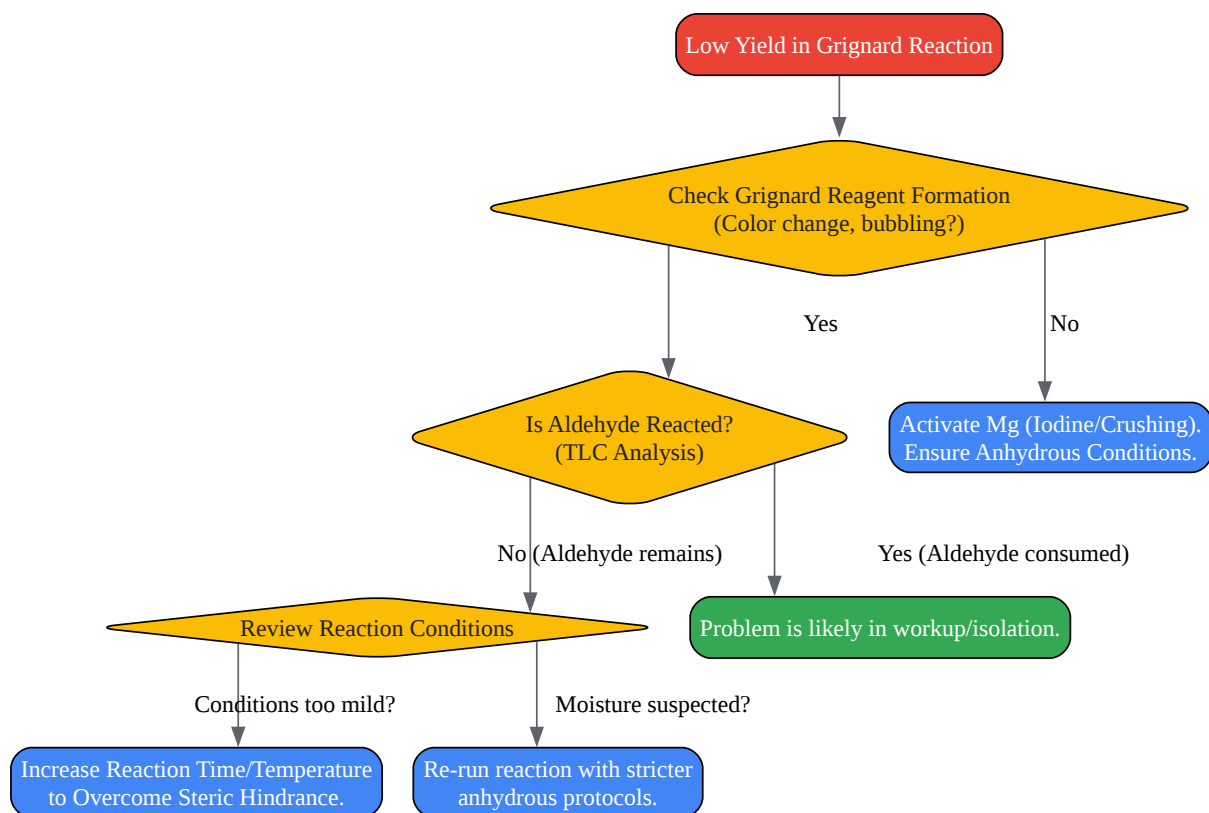 Low Yield in Grignard Reaction
Check Grignard Reagent Formation
(Color change, bubbling?)
Yes
No
Is Aldehyde Reacted?
(TLC Analysis)
Activate Mg (Iodine/Crushing).
Ensure Anhydrous Conditions.
No (Aldehyde remains)
Yes (Aldehyde consumed)
Review Reaction Conditions
Problem is likely in workup/isolation.
Conditions too mild?
Moisture suspected?
Increase Reaction Time/Temperature
to Overcome Steric Hindrance.
Re-run reaction with stricter
anhydrous protocols.